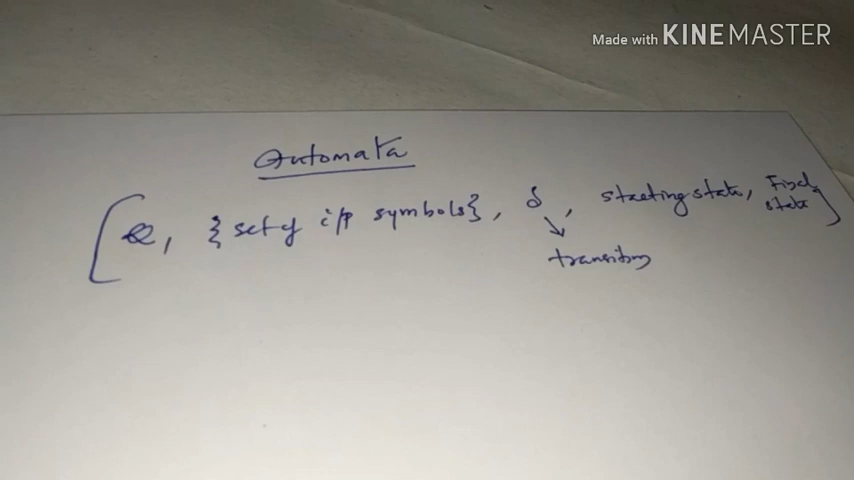 Made with KINEMASTER
Automata
(Q, {set of i/p symbols}, δ, starting state, Final state)
transition